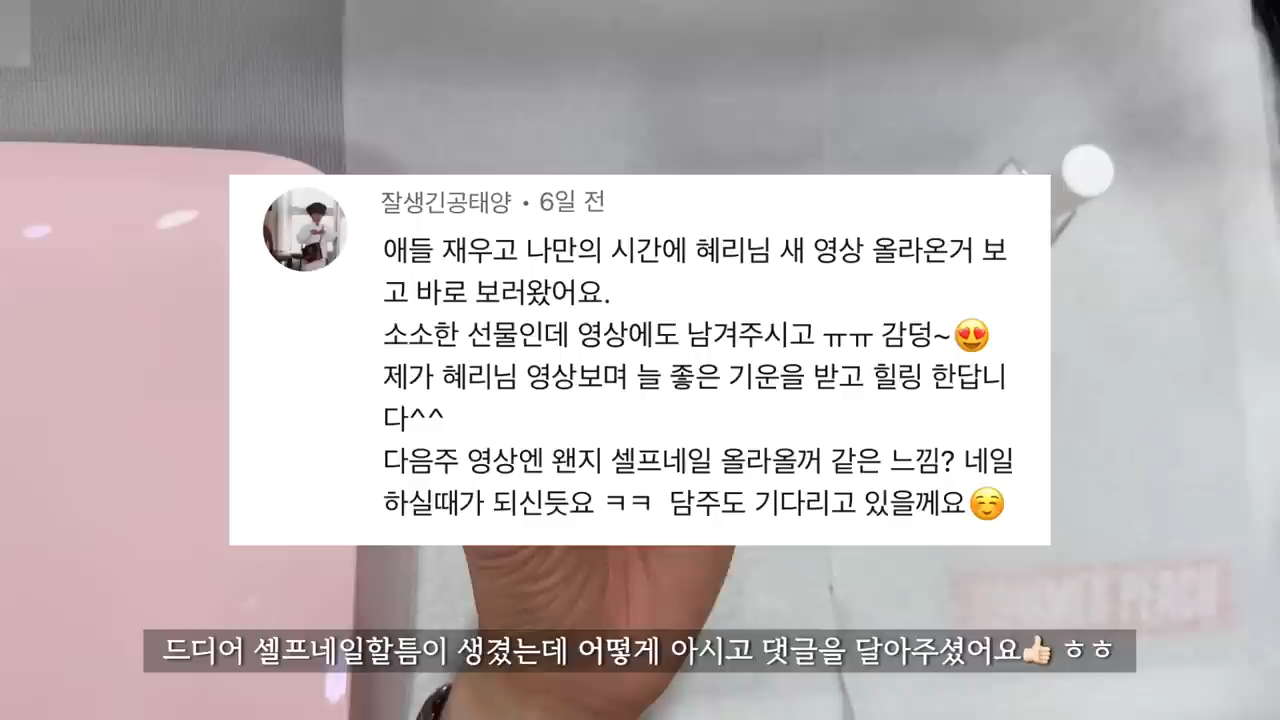 잘생긴공태양 • 6일 전
애들 재우고 나만의 시간에 혜리님 새 영상 올라온거 보
고 바로 보러왔어요.
소소한 선물인데 영상에도 남겨주시고 ㅠㅠ 감덩~😍
제가 혜리님 영상보며 늘 좋은 기운을 받고 힐링 한답니
다^^
다음주 영상엔 왠지 셀프네일 올라올꺼 같은 느낌? 네일
하실때가 되신듯요 ㅋㅋ 담주도 기다리고 있을께요☺️
드디어 셀프네일할틈이 생겼는데 어떻게 아시고 댓글을 달아주셨어요👍🏻 ㅎㅎ